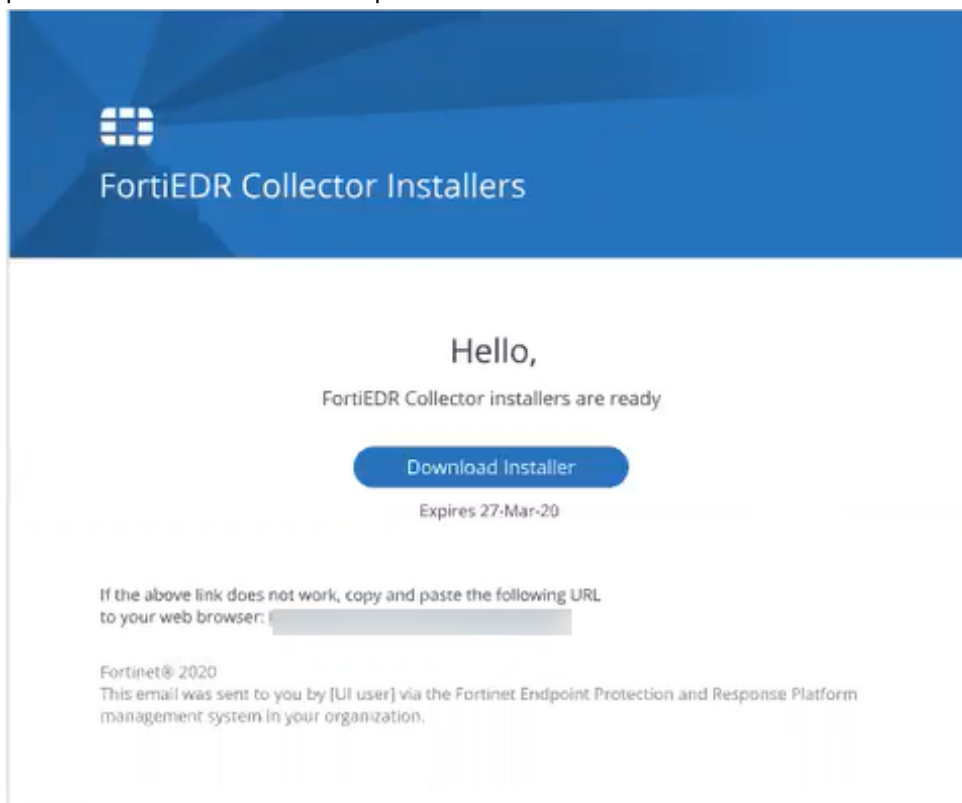 FortiEDR Collector Installers
Hello,
FortiEDR Collector installers are ready
Download Installer
Expires 27-Mar-20
If the above link does not work, copy and paste the following URL
to your web browser:
Fortinet® 2020
This email was sent to you by [UI user] via the Fortinet Endpoint Protection and Response Platform
management system in your organization.